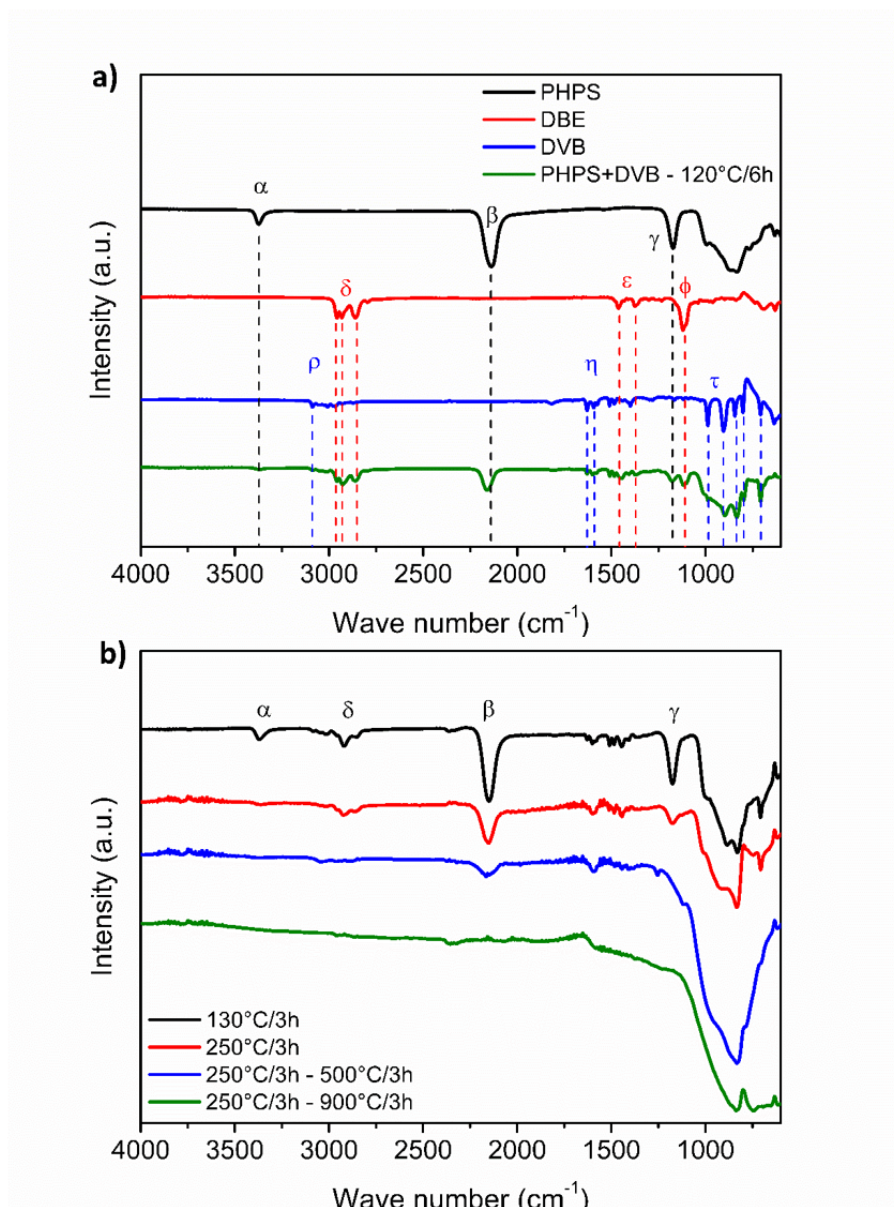 a)
PHPS
DBE
DVB
PHPS+DVB - 120°C/6h
α
β
γ
δ
ε
ϕ
ρ
η
τ
Intensity (a.u.)
4000 3500 3000 2500 2000 1500 1000
Wave number (cm⁻¹)
b)
α δ β γ
Intensity (a.u.)
130°C/3h
250°C/3h
250°C/3h - 500°C/3h
250°C/3h - 900°C/3h
4000 3500 3000 2500 2000 1500 1000
Wave number (cm⁻¹)